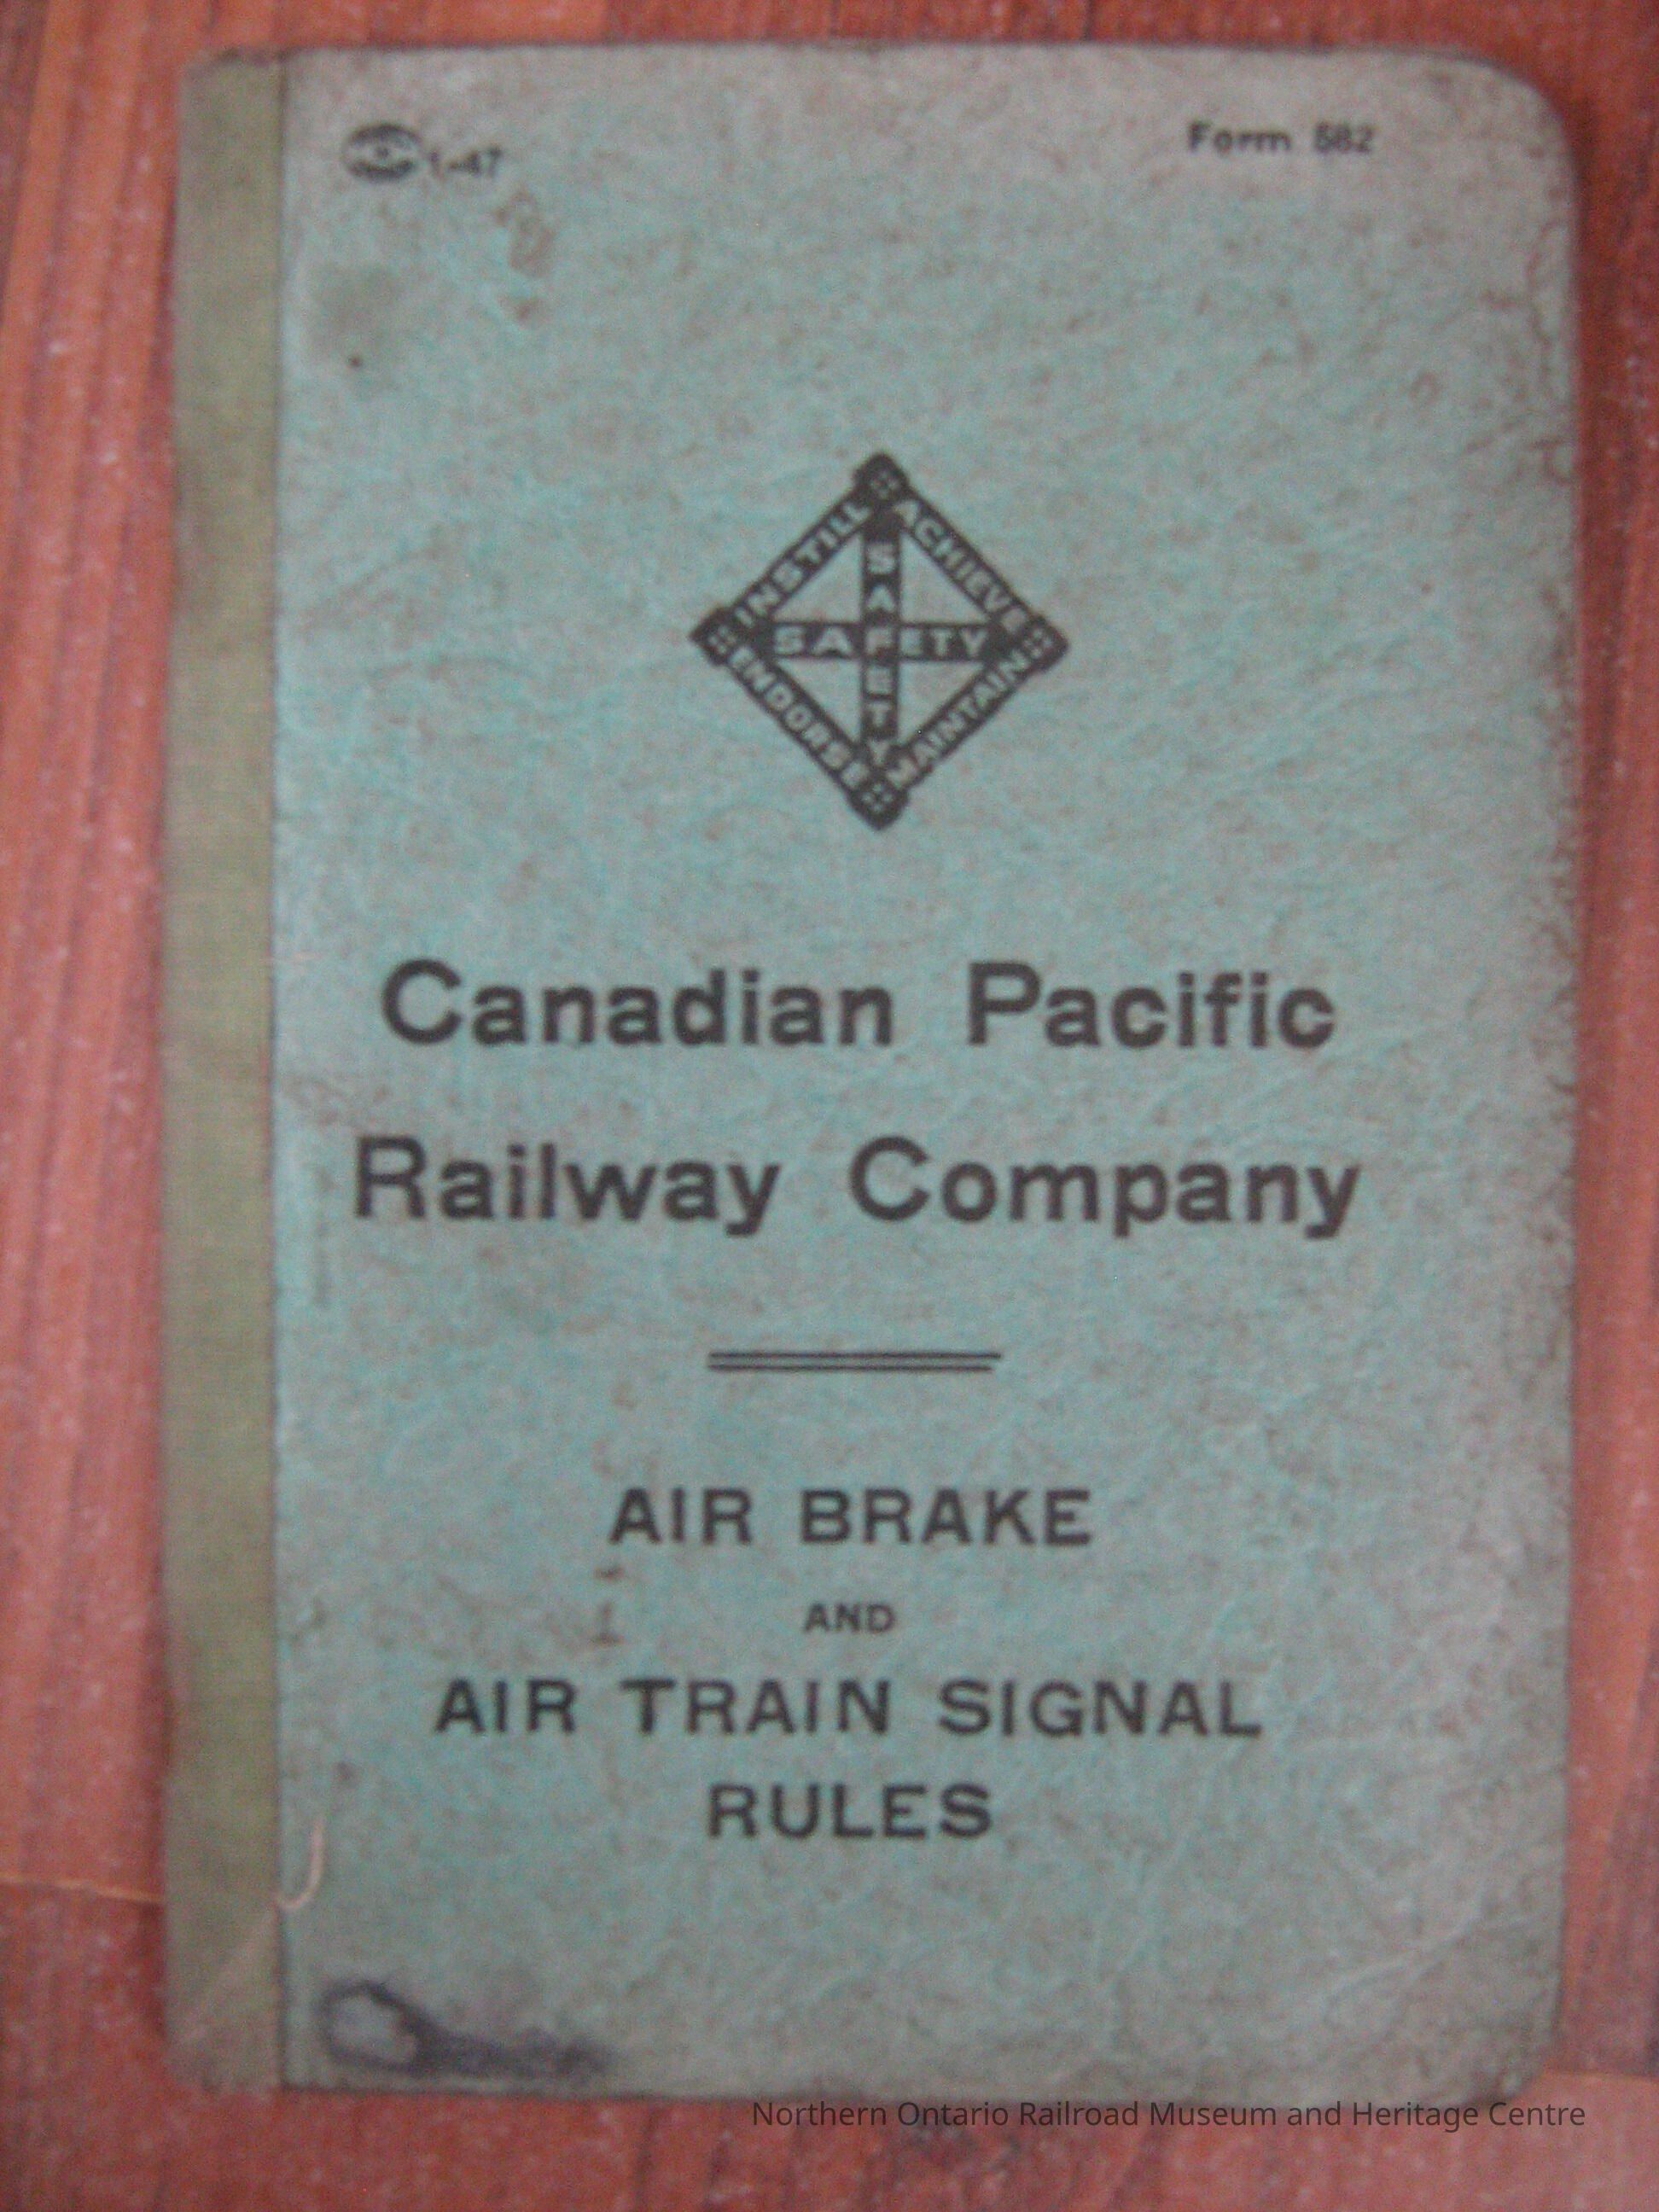 1-47
Form 582
INSTILL
ACHIEVE
SAFETY
SAFETY
ENDORSE
MAINTAIN
Canadian Pacific
Railway Company
AIR BRAKE
AND
AIR TRAIN SIGNAL
RULES
Northern Ontario Railroad Museum and Heritage Centre